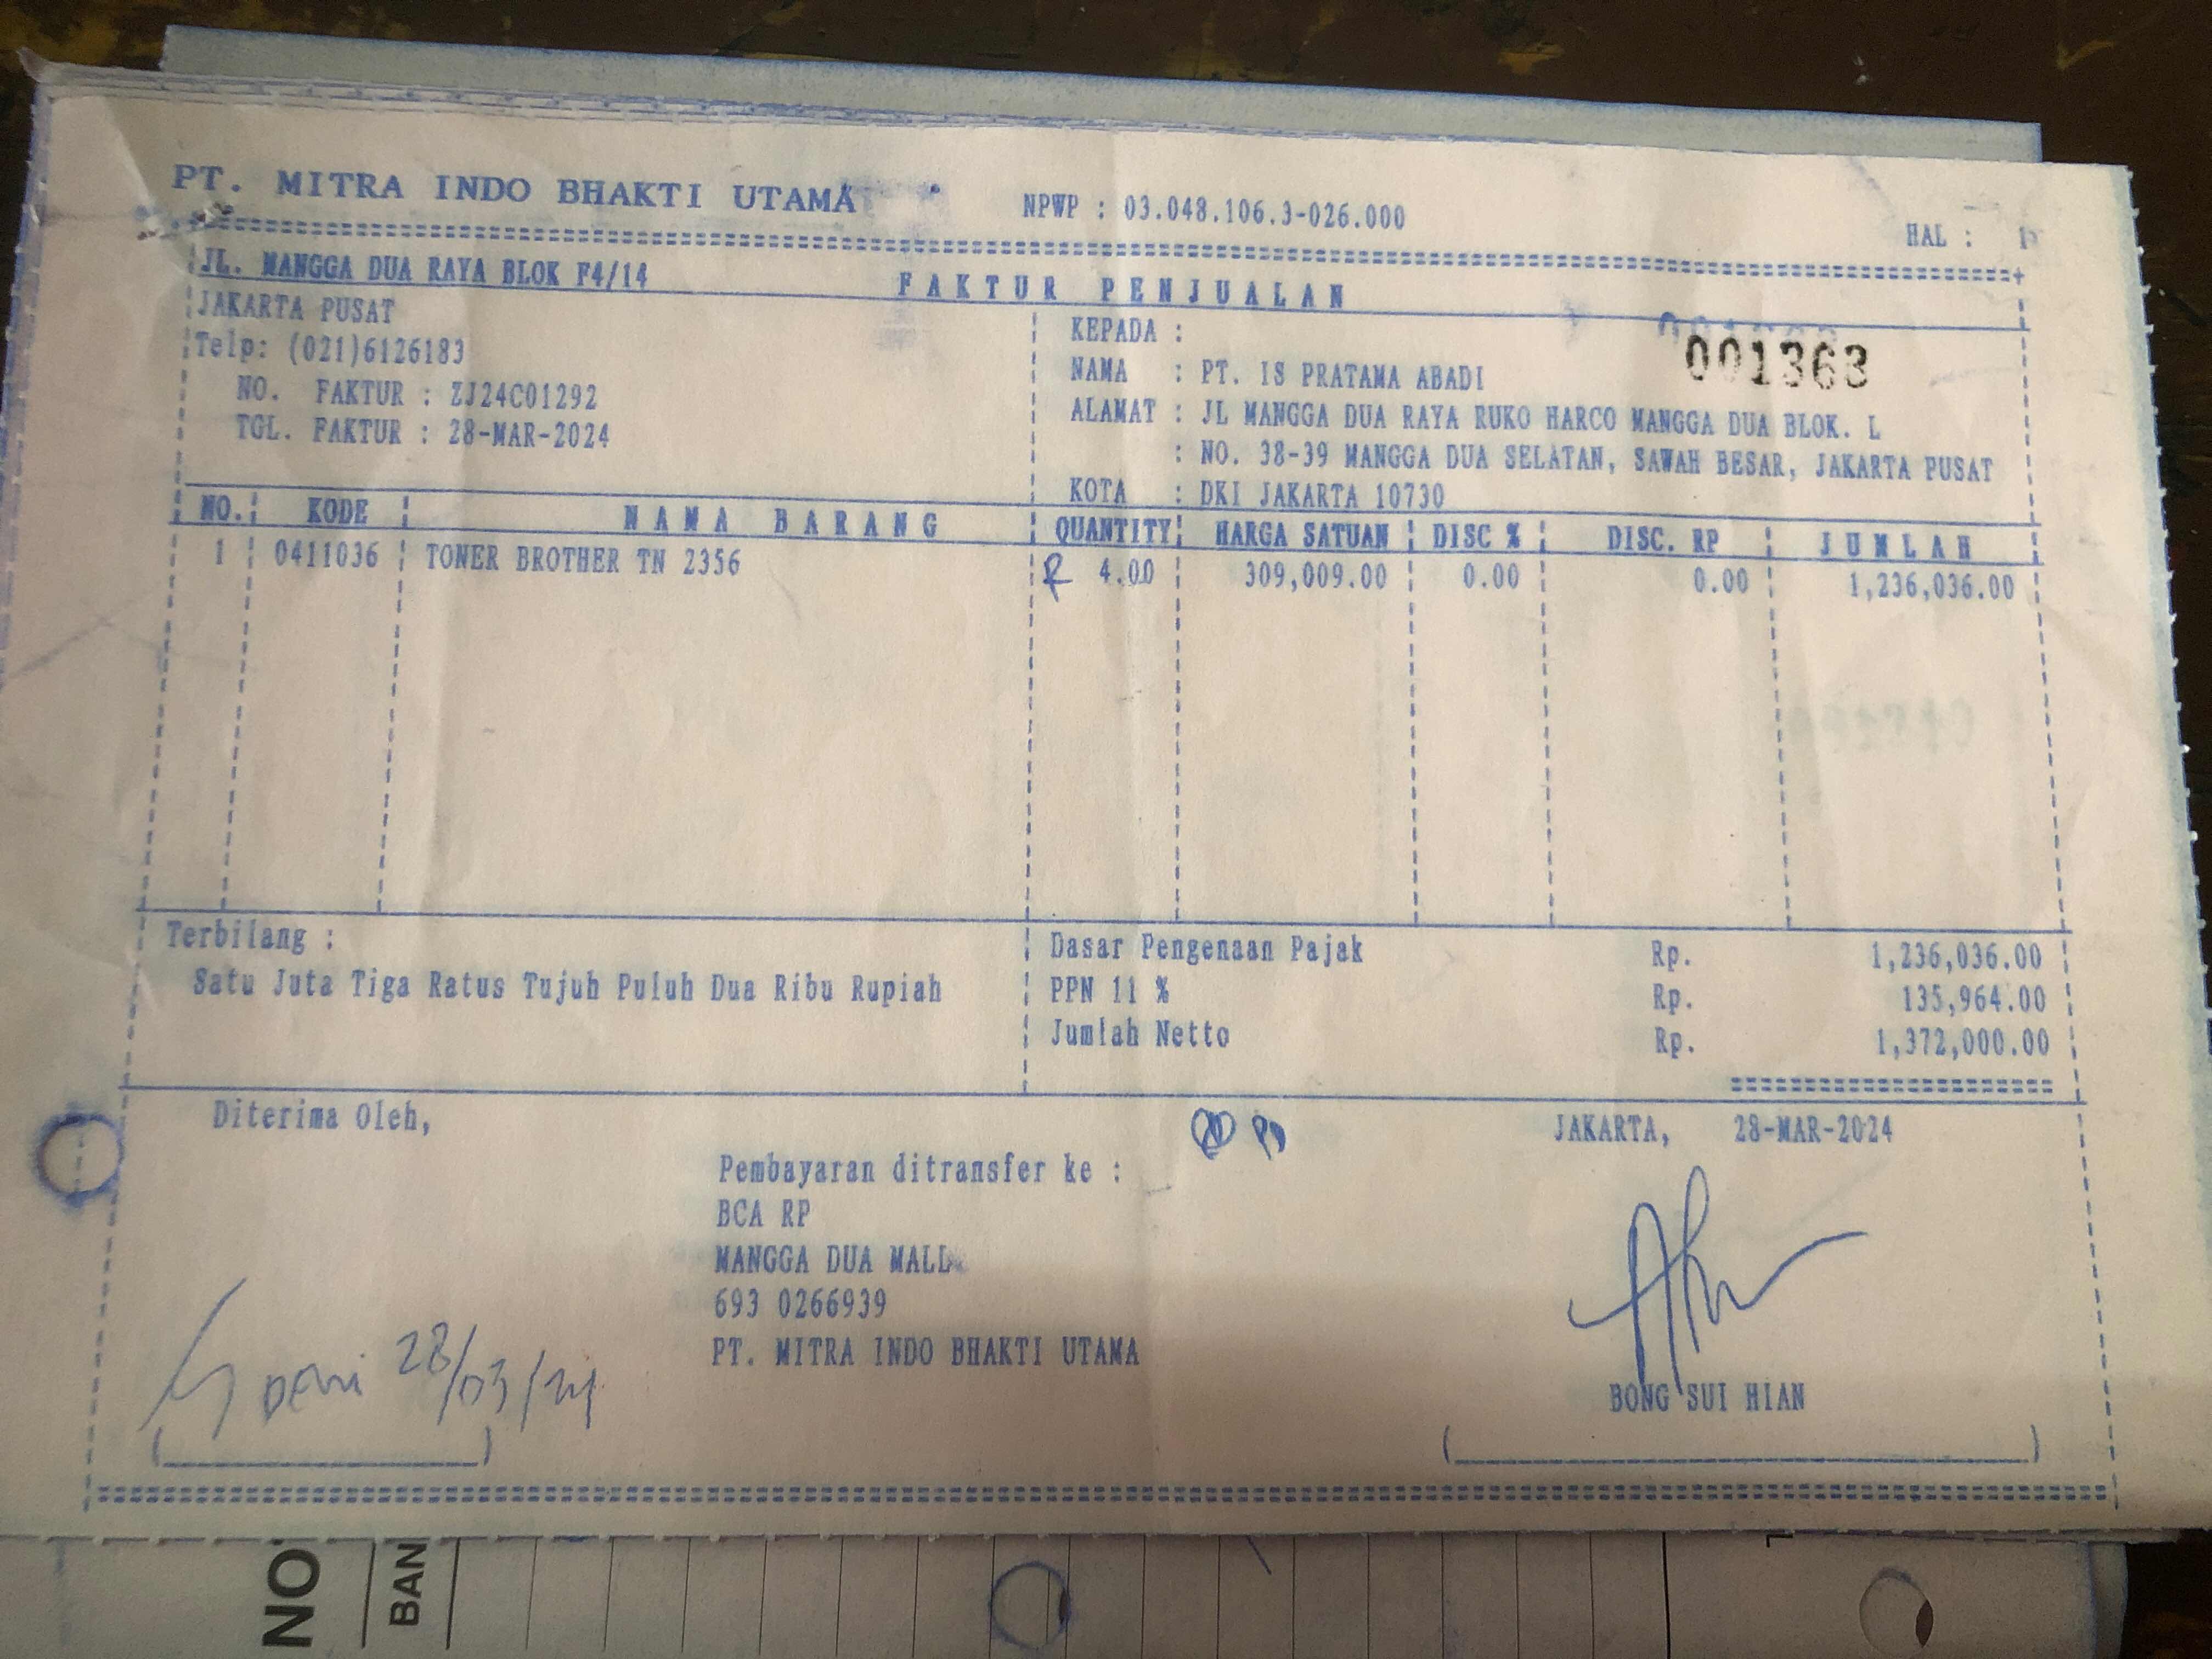 PT. MITRA INDO BHAKTI UTAMA NPWP : 03.048.106.3-026.000 HAL : 1
JL. MANGGA DUA RAYA BLOK F4/14
FAKTUR PENJUALAN
JAKARTA PUSAT
Telp: (021)6126183
NO. FAKTUR : ZJ24C01292
TGL. FAKTUR : 28-MAR-2024
KEPADA :
001363
NAMA : PT. IS PRATAMA ABADI
ALAMAT : JL MANGGA DUA RAYA RUKO HARCO MANGGA DUA BLOK. L
: NO. 38-39 MANGGA DUA SELATAN, SAWAH BESAR, JAKARTA PUSAT
KOTA : DKI JAKARTA 10730
NO. KODE NAMA BARANG QUANTITY HARGA SATUAN DISC % DISC. RP JUMLAH
1 0411036 TONER BROTHER TN 2356 4.00 309,009.00 0.00 0.00 1,236,036.00
Terbilang :
Satu Juta Tiga Ratus Tujuh Puluh Dua Ribu Rupiah
Dasar Pengenaan Pajak Rp. 1,236,036.00
PPN 11 % Rp. 135,964.00
Jumlah Netto Rp. 1,372,000.00
Diterima Oleh,
JAKARTA, 28-MAR-2024
Pembayaran ditransfer ke :
BCA RP
MANGGA DUA MALL
693 0266939
PT. MITRA INDO BHAKTI UTAMA
28/03/24
BONG SUI HIAN
NO
BAN